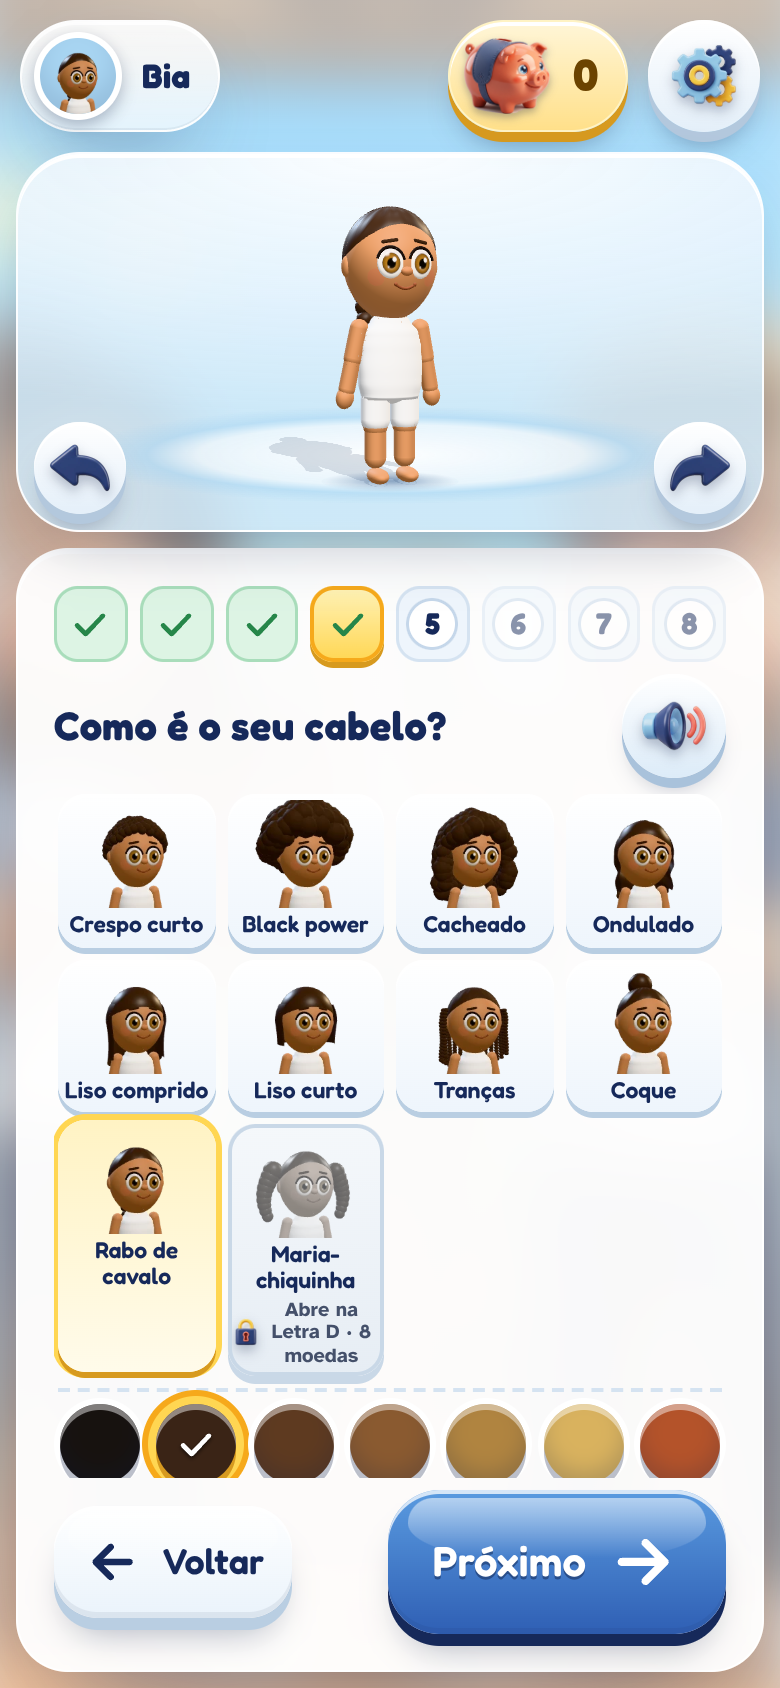 Bia
0
5
6
7
8
Como é o seu cabelo?
Crespo curto
Black power
Cacheado
Ondulado
Liso comprido
Liso curto
Tranças
Coque
Rabo de
cavalo
Maria-
chiquinha
Abre na
Letra D · 8
moedas
Voltar
Próximo